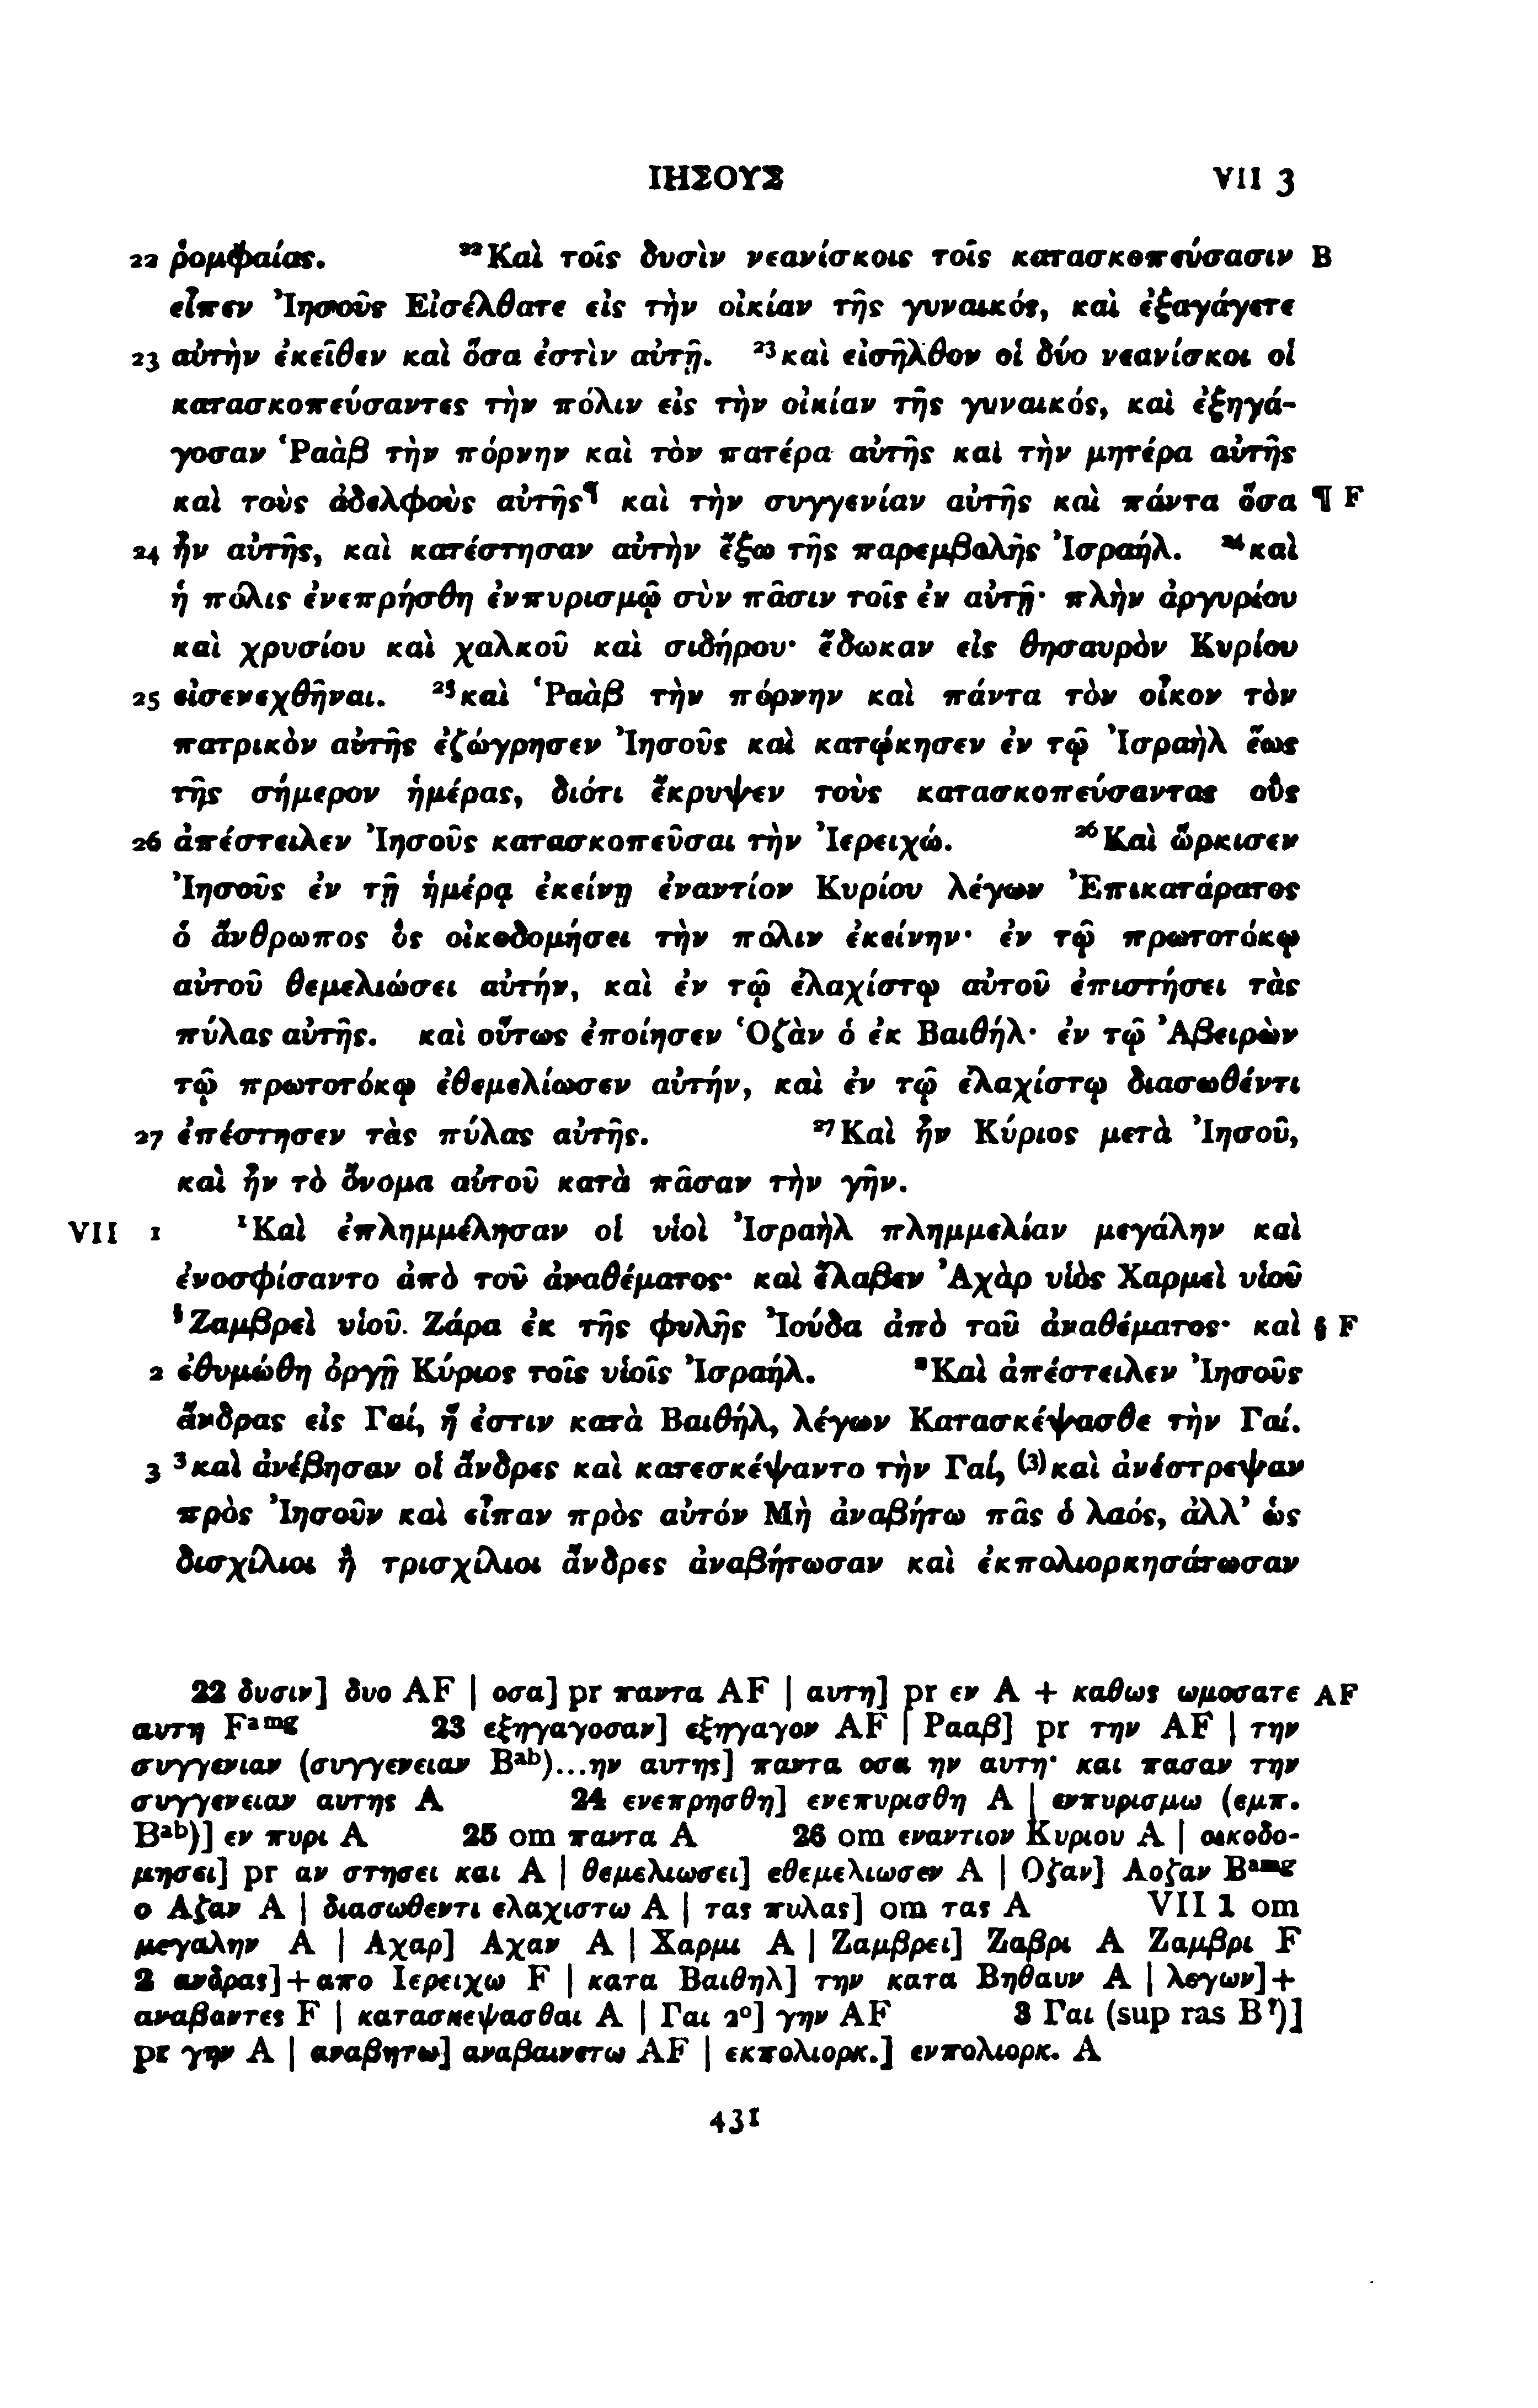 ΙΗΣΟΥΣ VII 3
22 ῥομφαίας. ²²Καὶ τοῖς δυσὶν νεανίσκοις τοῖς κατασκοπεύσασιν B
εἶπεν Ἰησοῦς Εἰσέλθατε εἰς τὴν οἰκίαν τῆς γυναικός, καὶ ἐξαγάγετε
23 αὐτὴν ἐκεῖθεν καὶ ὅσα ἐστὶν αὐτῇ. ²³καὶ εἰσῆλθον οἱ δύο νεανίσκοι οἱ
κατασκοπεύσαντες τὴν πόλιν εἰς τὴν οἰκίαν τῆς γυναικός, καὶ ἐξηγά-
γοσαν Ῥαὰβ τὴν πόρνην καὶ τὸν πατέρα αὐτῆς καὶ τὴν μητέρα αὐτῆς
καὶ τοὺς ἀδελφοὺς αὐτῆς¶ καὶ τὴν συγγενίαν αὐτῆς καὶ πάντα ὅσα ¶ F
24 ἦν αὐτῆς, καὶ κατέστησαν αὐτὴν ἔξω τῆς παρεμβολῆς Ἰσραήλ. ²⁴καὶ
ἡ πόλις ἐνεπρήσθη ἐνπυρισμῷ σὺν πᾶσιν τοῖς ἐν αὐτῇ· πλὴν ἀργυρίου
καὶ χρυσίου καὶ χαλκοῦ καὶ σιδήρου· ἔδωκαν εἰς θησαυρὸν Κυρίου
25 εἰσενεχθῆναι. ²⁵καὶ Ῥαὰβ τὴν πόρνην καὶ πάντα τὸν οἶκον τὸν
πατρικὸν αὐτῆς ἐζώγρησεν Ἰησοῦς καὶ κατῴκησεν ἐν τῷ Ἰσραὴλ ἕως
τῆς σήμερον ἡμέρας, διότι ἔκρυψεν τοὺς κατασκοπεύσαντας οὓς
26 ἀπέστειλεν Ἰησοῦς κατασκοπεῦσαι τὴν Ἰερειχώ. ²⁶Καὶ ὥρκισεν
Ἰησοῦς ἐν τῇ ἡμέρᾳ ἐκείνῃ ἐναντίον Κυρίου λέγων Ἐπικατάρατος
ὁ ἄνθρωπος ὃς οἰκοδομήσει τὴν πόλιν ἐκείνην· ἐν τῷ πρωτοτόκῳ
αὐτοῦ θεμελιώσει αὐτήν, καὶ ἐν τῷ ἐλαχίστῳ αὐτοῦ ἐπιστήσει τὰς
πύλας αὐτῆς. καὶ οὕτως ἐποίησεν Ὁζὰν ὁ ἐκ Βαιθήλ· ἐν τῷ Ἀβειρὼν
τῷ πρωτοτόκῳ ἐθεμελίωσεν αὐτήν, καὶ ἐν τῷ ἐλαχίστῳ διασωθέντι
27 ἐπέστησεν τὰς πύλας αὐτῆς. ²⁷Καὶ ἦν Κύριος μετὰ Ἰησοῦ,
καὶ ἦν τὸ ὄνομα αὐτοῦ κατὰ πᾶσαν τὴν γῆν.
VII 1 ¹Καὶ ἐπλημμέλησαν οἱ υἱοὶ Ἰσραὴλ πλημμελίαν μεγάλην καὶ
ἐνοσφίσαντο ἀπὸ τοῦ ἀναθέματος· καὶ ἔλαβεν Ἀχὰρ υἱὸς Χαρμεὶ υἱοῦ
§Ζαμβρεὶ υἱοῦ Ζάρα ἐκ τῆς φυλῆς Ἰούδα ἀπὸ τοῦ ἀναθέματος· καὶ § F
2 ἐθυμώθη ὀργῇ Κύριος τοῖς υἱοῖς Ἰσραήλ. ²Καὶ ἀπέστειλεν Ἰησοῦς
ἄνδρας εἰς Γαί, ἥ ἐστιν κατὰ Βαιθήλ, λέγων Κατασκέψασθε τὴν Γαί.
3 ³καὶ ἀνέβησαν οἱ ἄνδρες καὶ κατεσκέψαντο τὴν Γαί, ⁽³⁾καὶ ἀνέστρεψαν
πρὸς Ἰησοῦν καὶ εἶπαν πρὸς αὐτόν Μὴ ἀναβήτω πᾶς ὁ λαός, ἀλλ’ ὡς
δισχίλιοι ἢ τρισχίλιοι ἄνδρες ἀναβήτωσαν καὶ ἐκπολιορκησάτωσαν
22 δυσιν] δυο AF | οσα] pr παντα AF | αυτη] pr εν A + καθως ωμοσατε AF
αυτη Fᵃᵐᵍ 23 εξηγαγοσαν] εξηγαγον AF | Ρααβ] pr την AF | την
συγγενιαν (συγγενειαν Bᵃᵇ)...ην αυτης] παντα οσα ην αυτη· και πασαν την
συγγενειαν αυτης A 24 ενεπρησθη] ενεπυρισθη A | ενπυρισμω (εμπ.
Bᵃᵇ)] εν πυρι A 25 om παντα A 26 om εναντιον Κυριου A | οικοδο-
μησει] pr αν στησει και A | θεμελιωσει] εθεμελιωσεν A | Οζαν] Αοζαν Bᵃᵐᵍ
ο Αζαν A | διασωθεντι ελαχιστω A | τας πυλας] om τας A VII 1 om
μεγαλην A | Αχαρ] Αχαν A | Χαρμι A | Ζαμβρει] Ζαβρι A Ζαμβρι F
2 ανδρας]+απο Ιερειχω F | κατα Βαιθηλ] την κατα Βηθαυν A | λεγων]+
αναβαντες F | κατασκεψασθαι A | Γαι 2°] γην AF 3 Γαι (sup ras Bʳ)]
pr γην A | αναβητω] αναβαινετω AF | εκπολιορκ.] ενπολιορκ. A
431